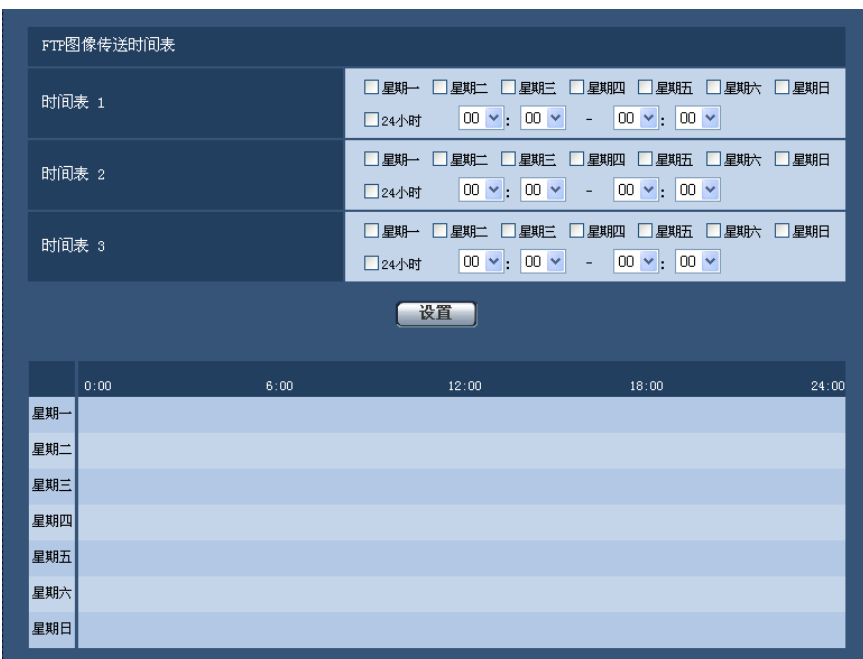 FTP图像传送时间表
时间表 1
星期一 星期二 星期三 星期四 星期五 星期六 星期日
24小时 00 : 00 - 00 : 00
时间表 2
星期一 星期二 星期三 星期四 星期五 星期六 星期日
24小时 00 : 00 - 00 : 00
时间表 3
星期一 星期二 星期三 星期四 星期五 星期六 星期日
24小时 00 : 00 - 00 : 00
设置
0:00 6:00 12:00 18:00 24:00
星期一
星期二
星期三
星期四
星期五
星期六
星期日